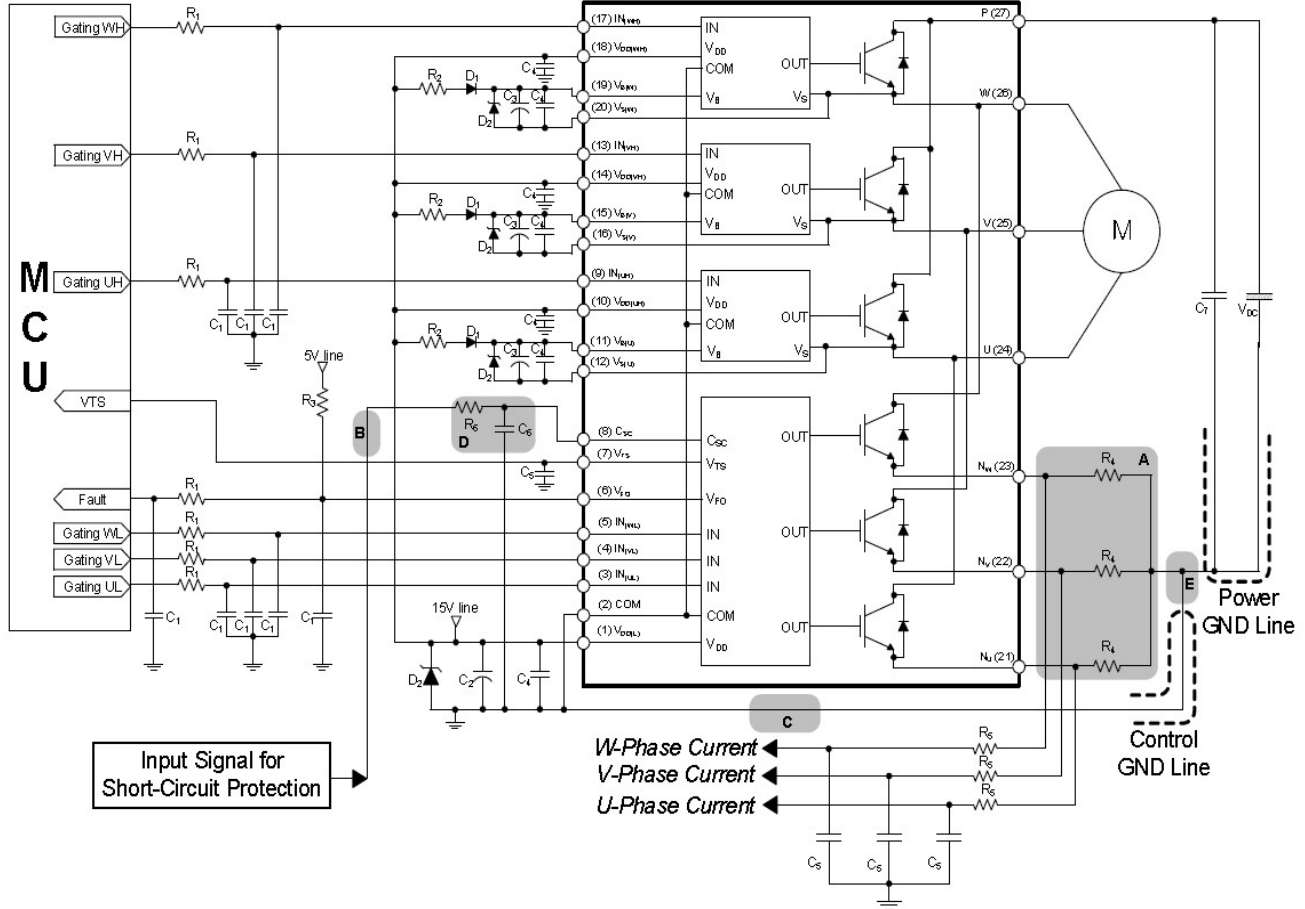 MCU
Gating WH
R1
(17) IN(WH)
(18) VDD(WH)
C4
R2
D1
C3
C4
D2
(19) VB(W)
(20) VS(W)
IN
VDD
COM
VB
OUT
VS
P (27)
W (26)
Gating VH
R1
(13) IN(VH)
(14) VDD(VH)
C4
R2
D1
C3
C4
D2
(15) VB(V)
(16) VS(V)
IN
VDD
COM
VB
OUT
VS
V (25)
M
Gating UH
R1
C1
C1
C1
(9) IN(UH)
(10) VDD(UH)
C4
R2
D1
C3
C4
D2
(11) VB(U)
(12) VS(U)
IN
VDD
COM
VB
OUT
VS
U (24)
C7
VDC
5V line
R3
VTS
B
R6
D
C6
C5
(8) CSC
(7) VTS
(6) VFO
(5) IN(WL)
(4) IN(VL)
(3) IN(UL)
(2) COM
(1) VDD(L)
CSC
VTS
VFO
IN
IN
IN
COM
VDD
OUT
OUT
OUT
NW (23)
NV (22)
NU (21)
R4
A
R4
R4
E
Power
GND Line
Fault
R1
Gating WL
R1
Gating VL
R1
Gating UL
R1
C1
C1
C1
C1
C1
15V line
D2
C2
C4
C
Control
GND Line
Input Signal for
Short-Circuit Protection
W-Phase Current
V-Phase Current
U-Phase Current
R5
R5
R5
C5
C5
C5